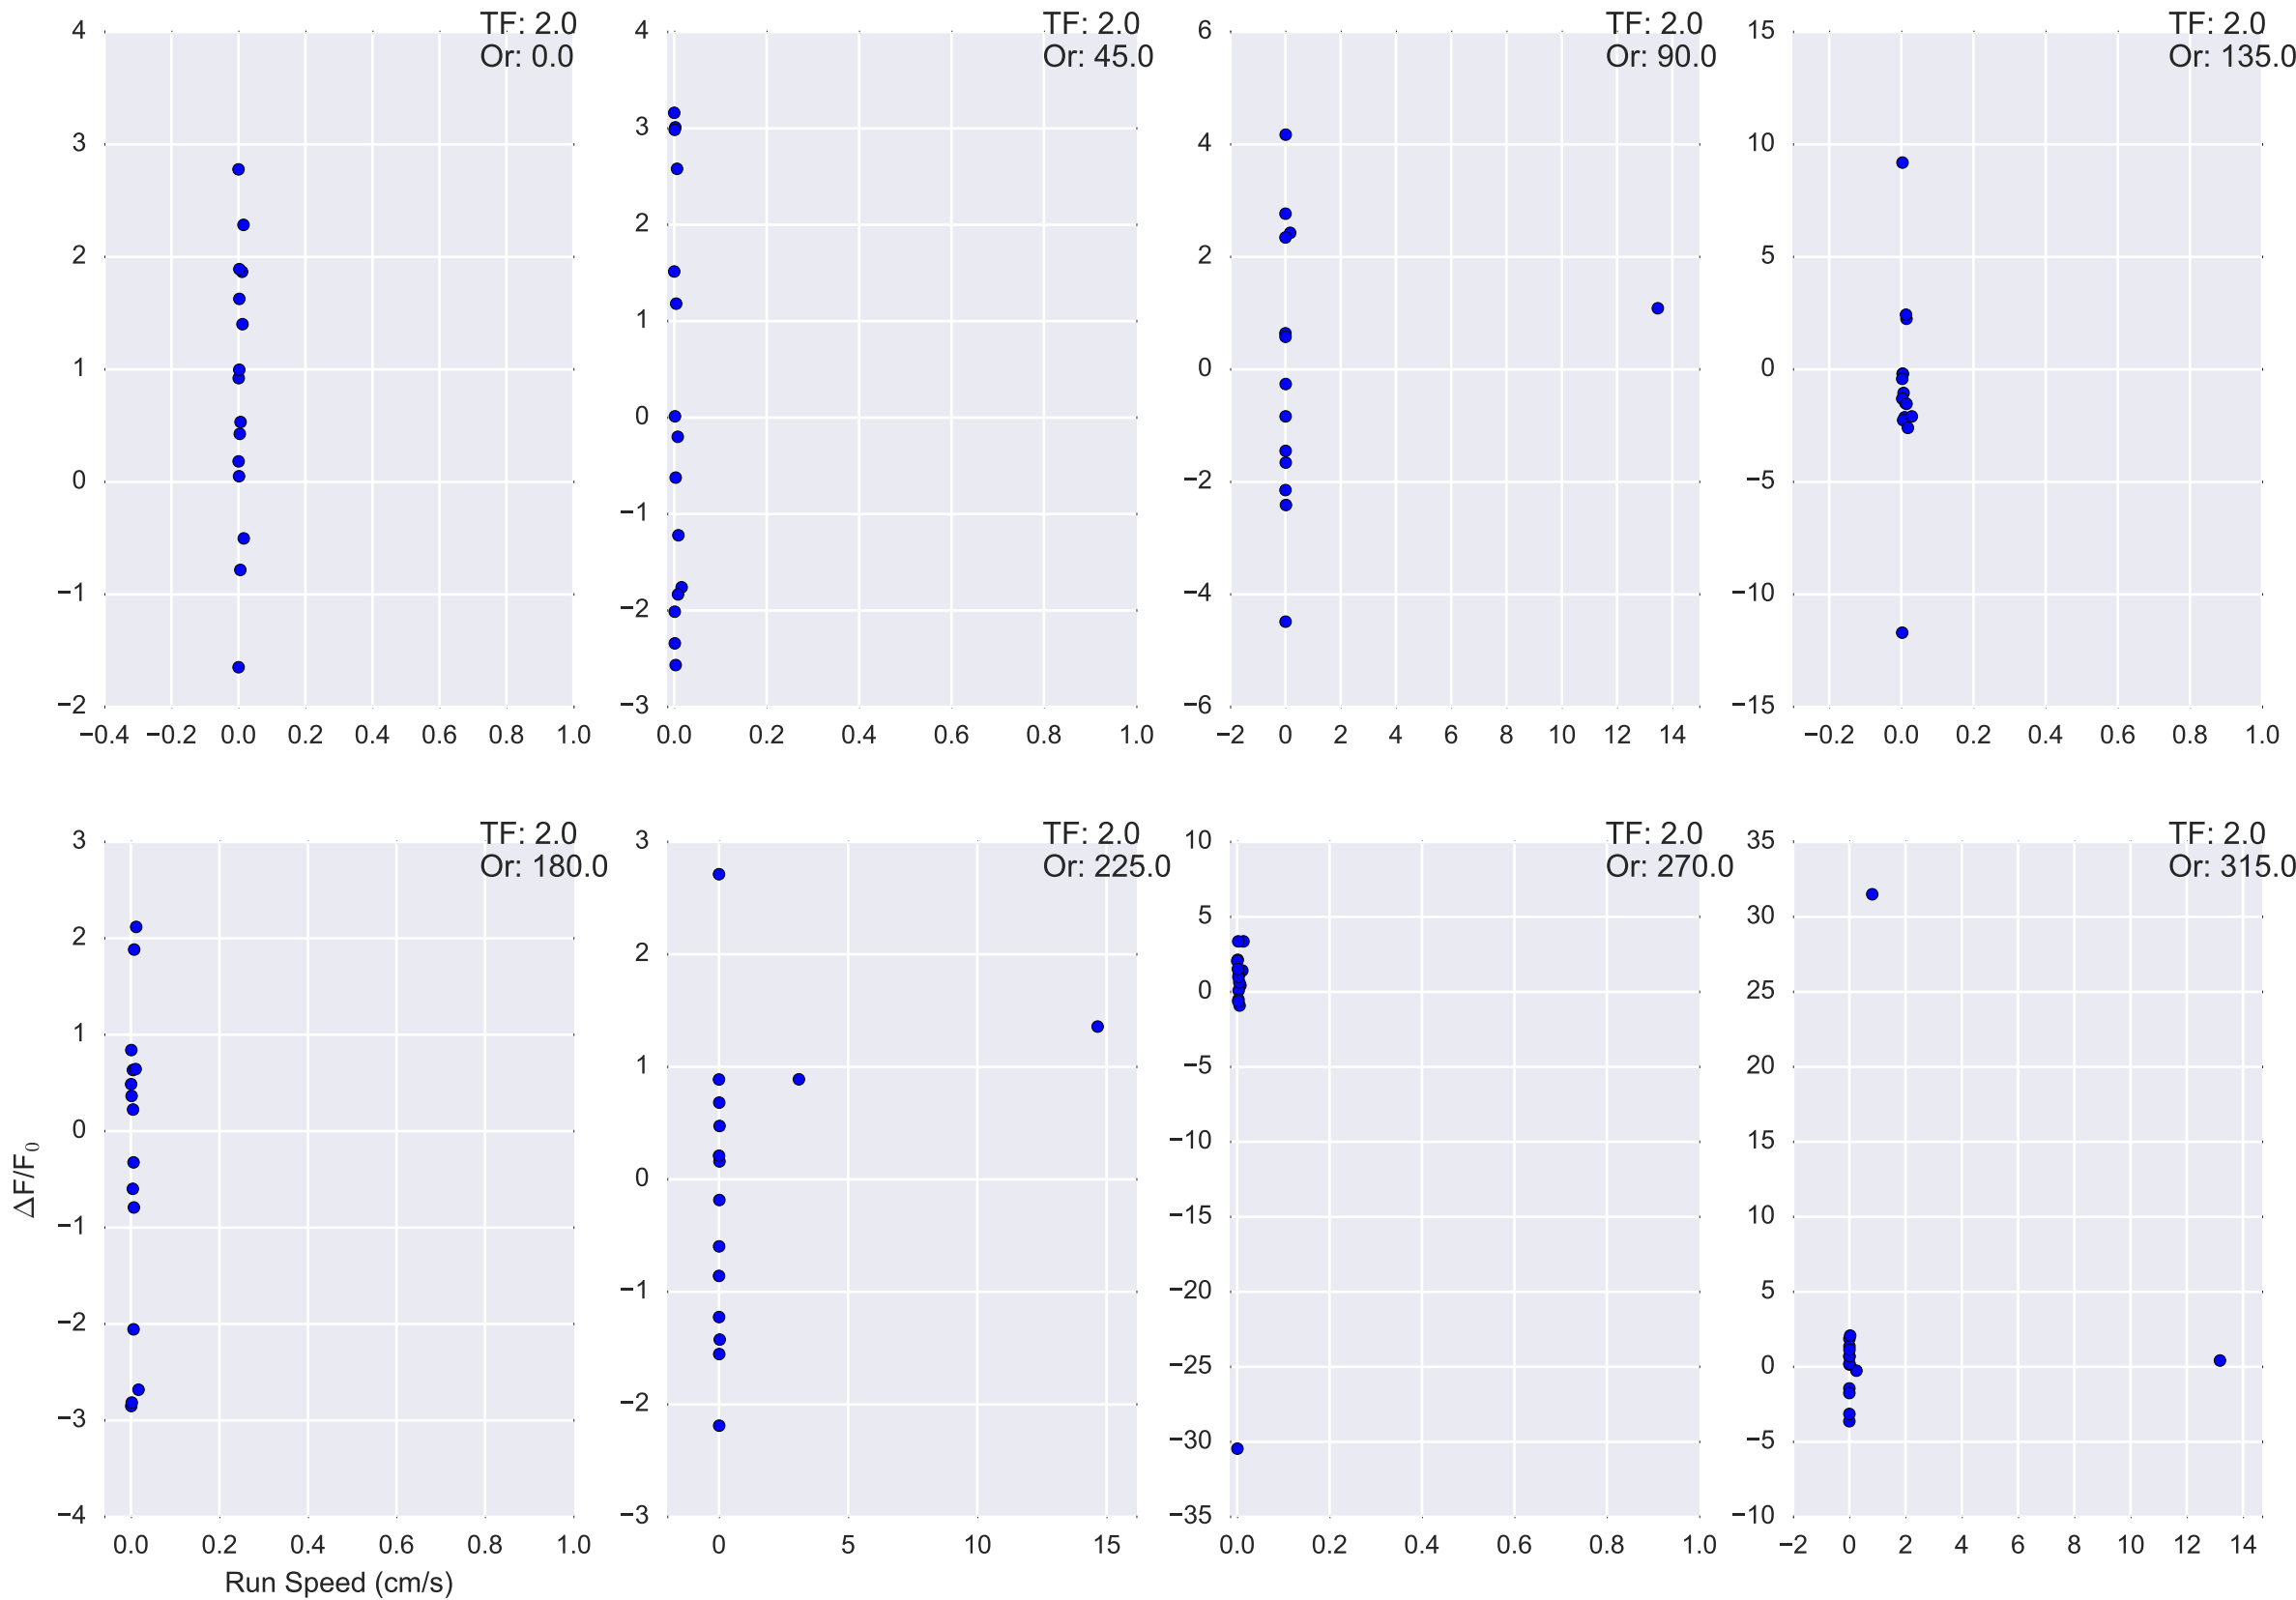 TF: 2.0
Or: 0.0
4
3
2
1
0
−1
−2
−0.4 −0.2 0.0 0.2 0.4 0.6 0.8 1.0
TF: 2.0
Or: 45.0
4
3
2
1
0
−1
−2
−3
0.0 0.2 0.4 0.6 0.8 1.0
TF: 2.0
Or: 90.0
6
4
2
0
−2
−4
−6
−2 0 2 4 6 8 10 12 14
TF: 2.0
Or: 135.0
15
10
5
0
−5
−10
−15
−0.2 0.0 0.2 0.4 0.6 0.8 1.0
TF: 2.0
Or: 180.0
3
2
1
0
−1
−2
−3
−4
ΔF/F₀
0.0 0.2 0.4 0.6 0.8 1.0
Run Speed (cm/s)
TF: 2.0
Or: 225.0
3
2
1
0
−1
−2
−3
0 5 10 15
TF: 2.0
Or: 270.0
10
5
0
−5
−10
−15
−20
−25
−30
−35
0.0 0.2 0.4 0.6 0.8 1.0
TF: 2.0
Or: 315.0
35
30
25
20
15
10
5
0
−5
−10
−2 0 2 4 6 8 10 12 14